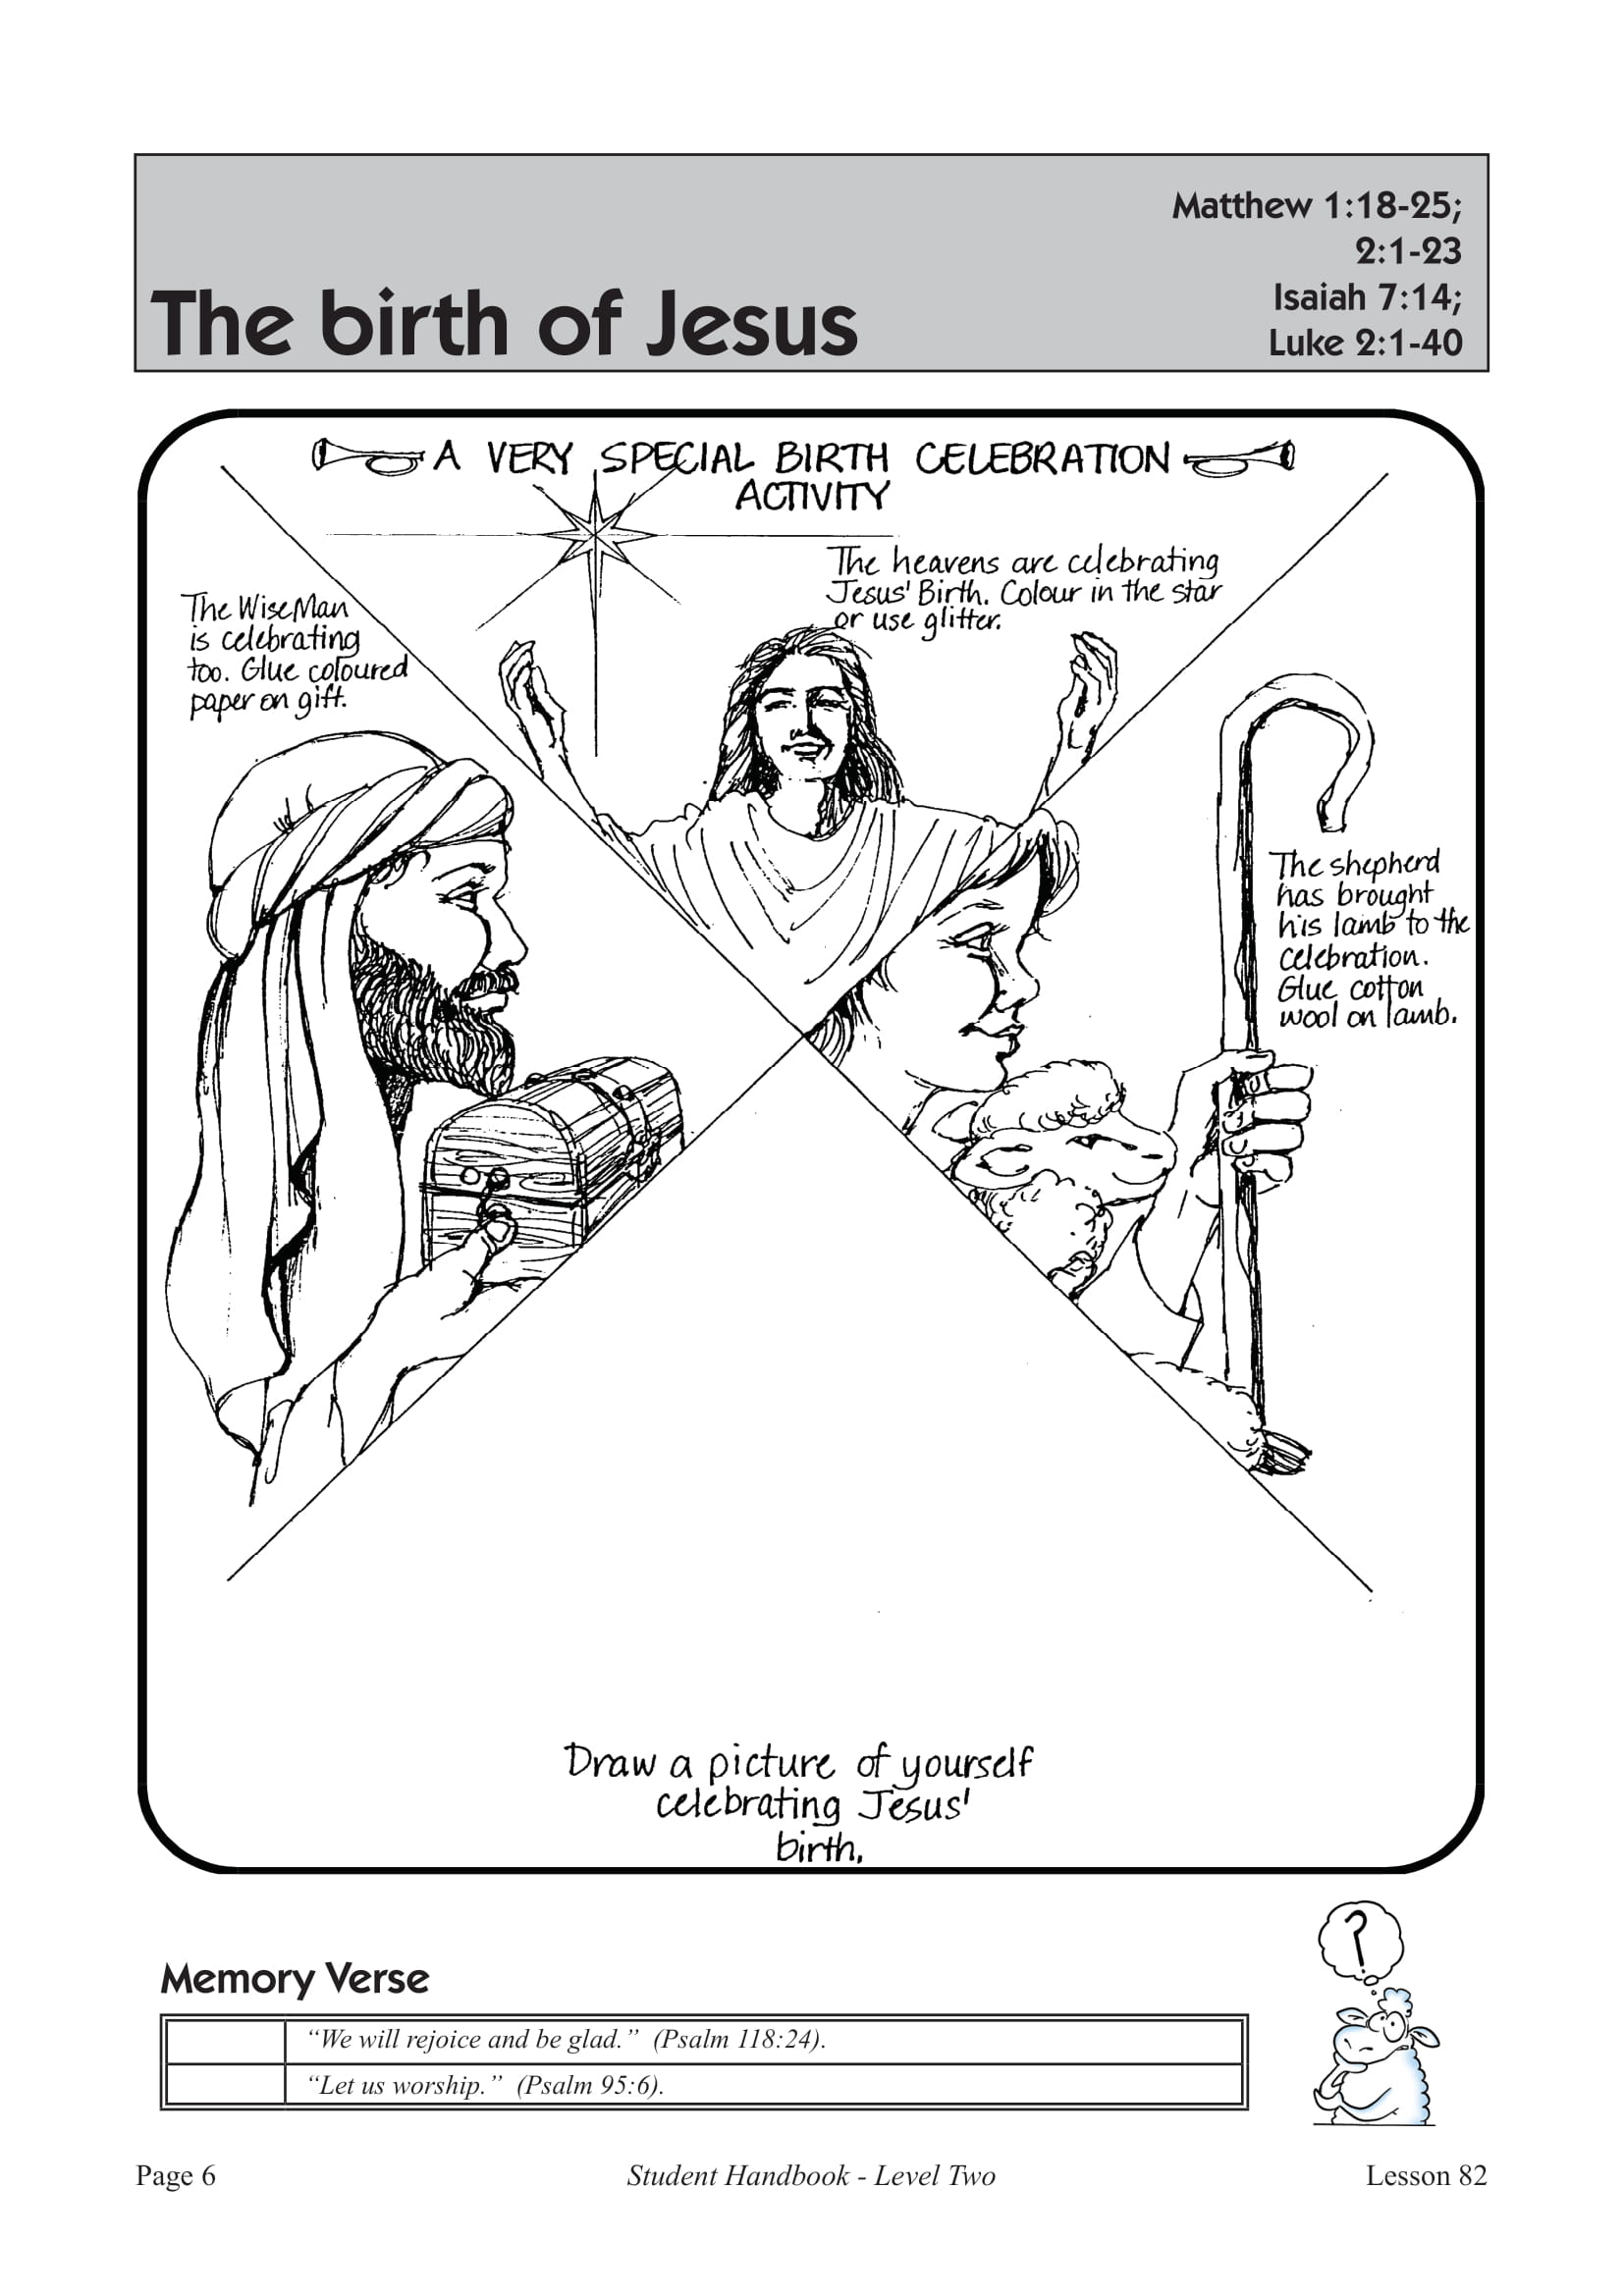 The birth of Jesus
Matthew 1:18-25;
2:1-23
Isaiah 7:14;
Luke 2:1-40
A VERY SPECIAL BIRTH CELEBRATION
ACTIVITY
The heavens are celebrating
Jesus' Birth. Colour in the star
or use glitter.
The Wise Man
is celebrating
too. Glue coloured
paper on gift.
The shepherd
has brought
his lamb to the
celebration.
Glue cotton
wool on lamb.
Draw a picture of yourself
celebrating Jesus'
birth.
?
Memory Verse
“We will rejoice and be glad.” (Psalm 118:24).
“Let us worship.” (Psalm 95:6).
Page 6
Student Handbook - Level Two
Lesson 82